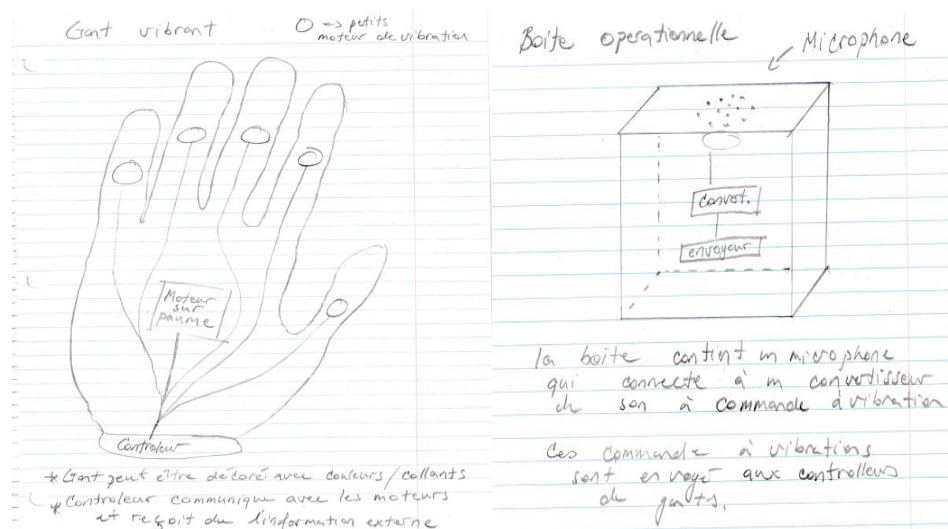 Gant vibrant
O => petits
moteur de vibration
Moteur
sur
paume
Controleur
* Gant peut être décoré avec couleurs/collants
* Controleur communique avec les moteurs
et reçoit de l'information externe
Boite operationnelle
Microphone
convert.
envoyeur
la boite contint un microphone
qui connecte à un convertisseur
de son à commande à vibration
Ces commande à vibrations
sont envoyé aux controlleurs
de gants.